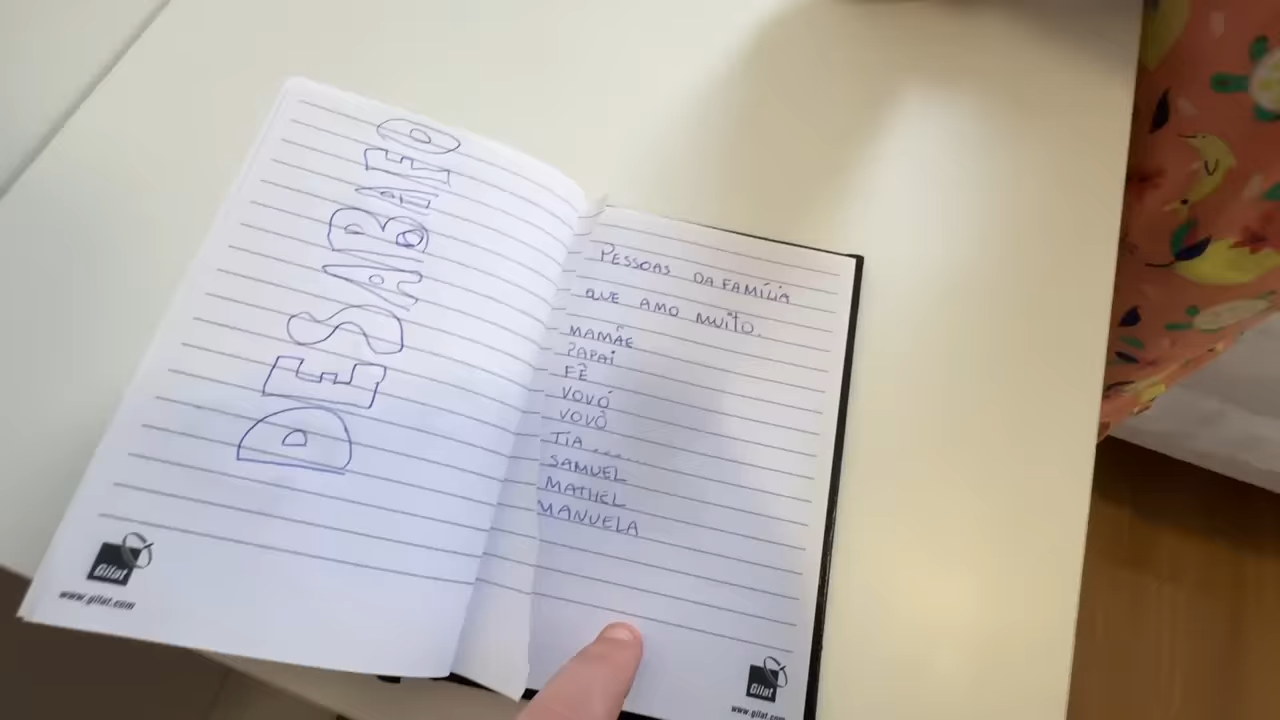 DESABAFO
Gilat
www.gilat.com
PESSOAS DA FAMÍLIA
QUE AMO MUITO.
MAMÃE
PAPAI
FÊ
VOVÓ
VOVÔ
TIA .....
SAMUEL
MATHEL
MANUELA
Gilat
www.gilat.com